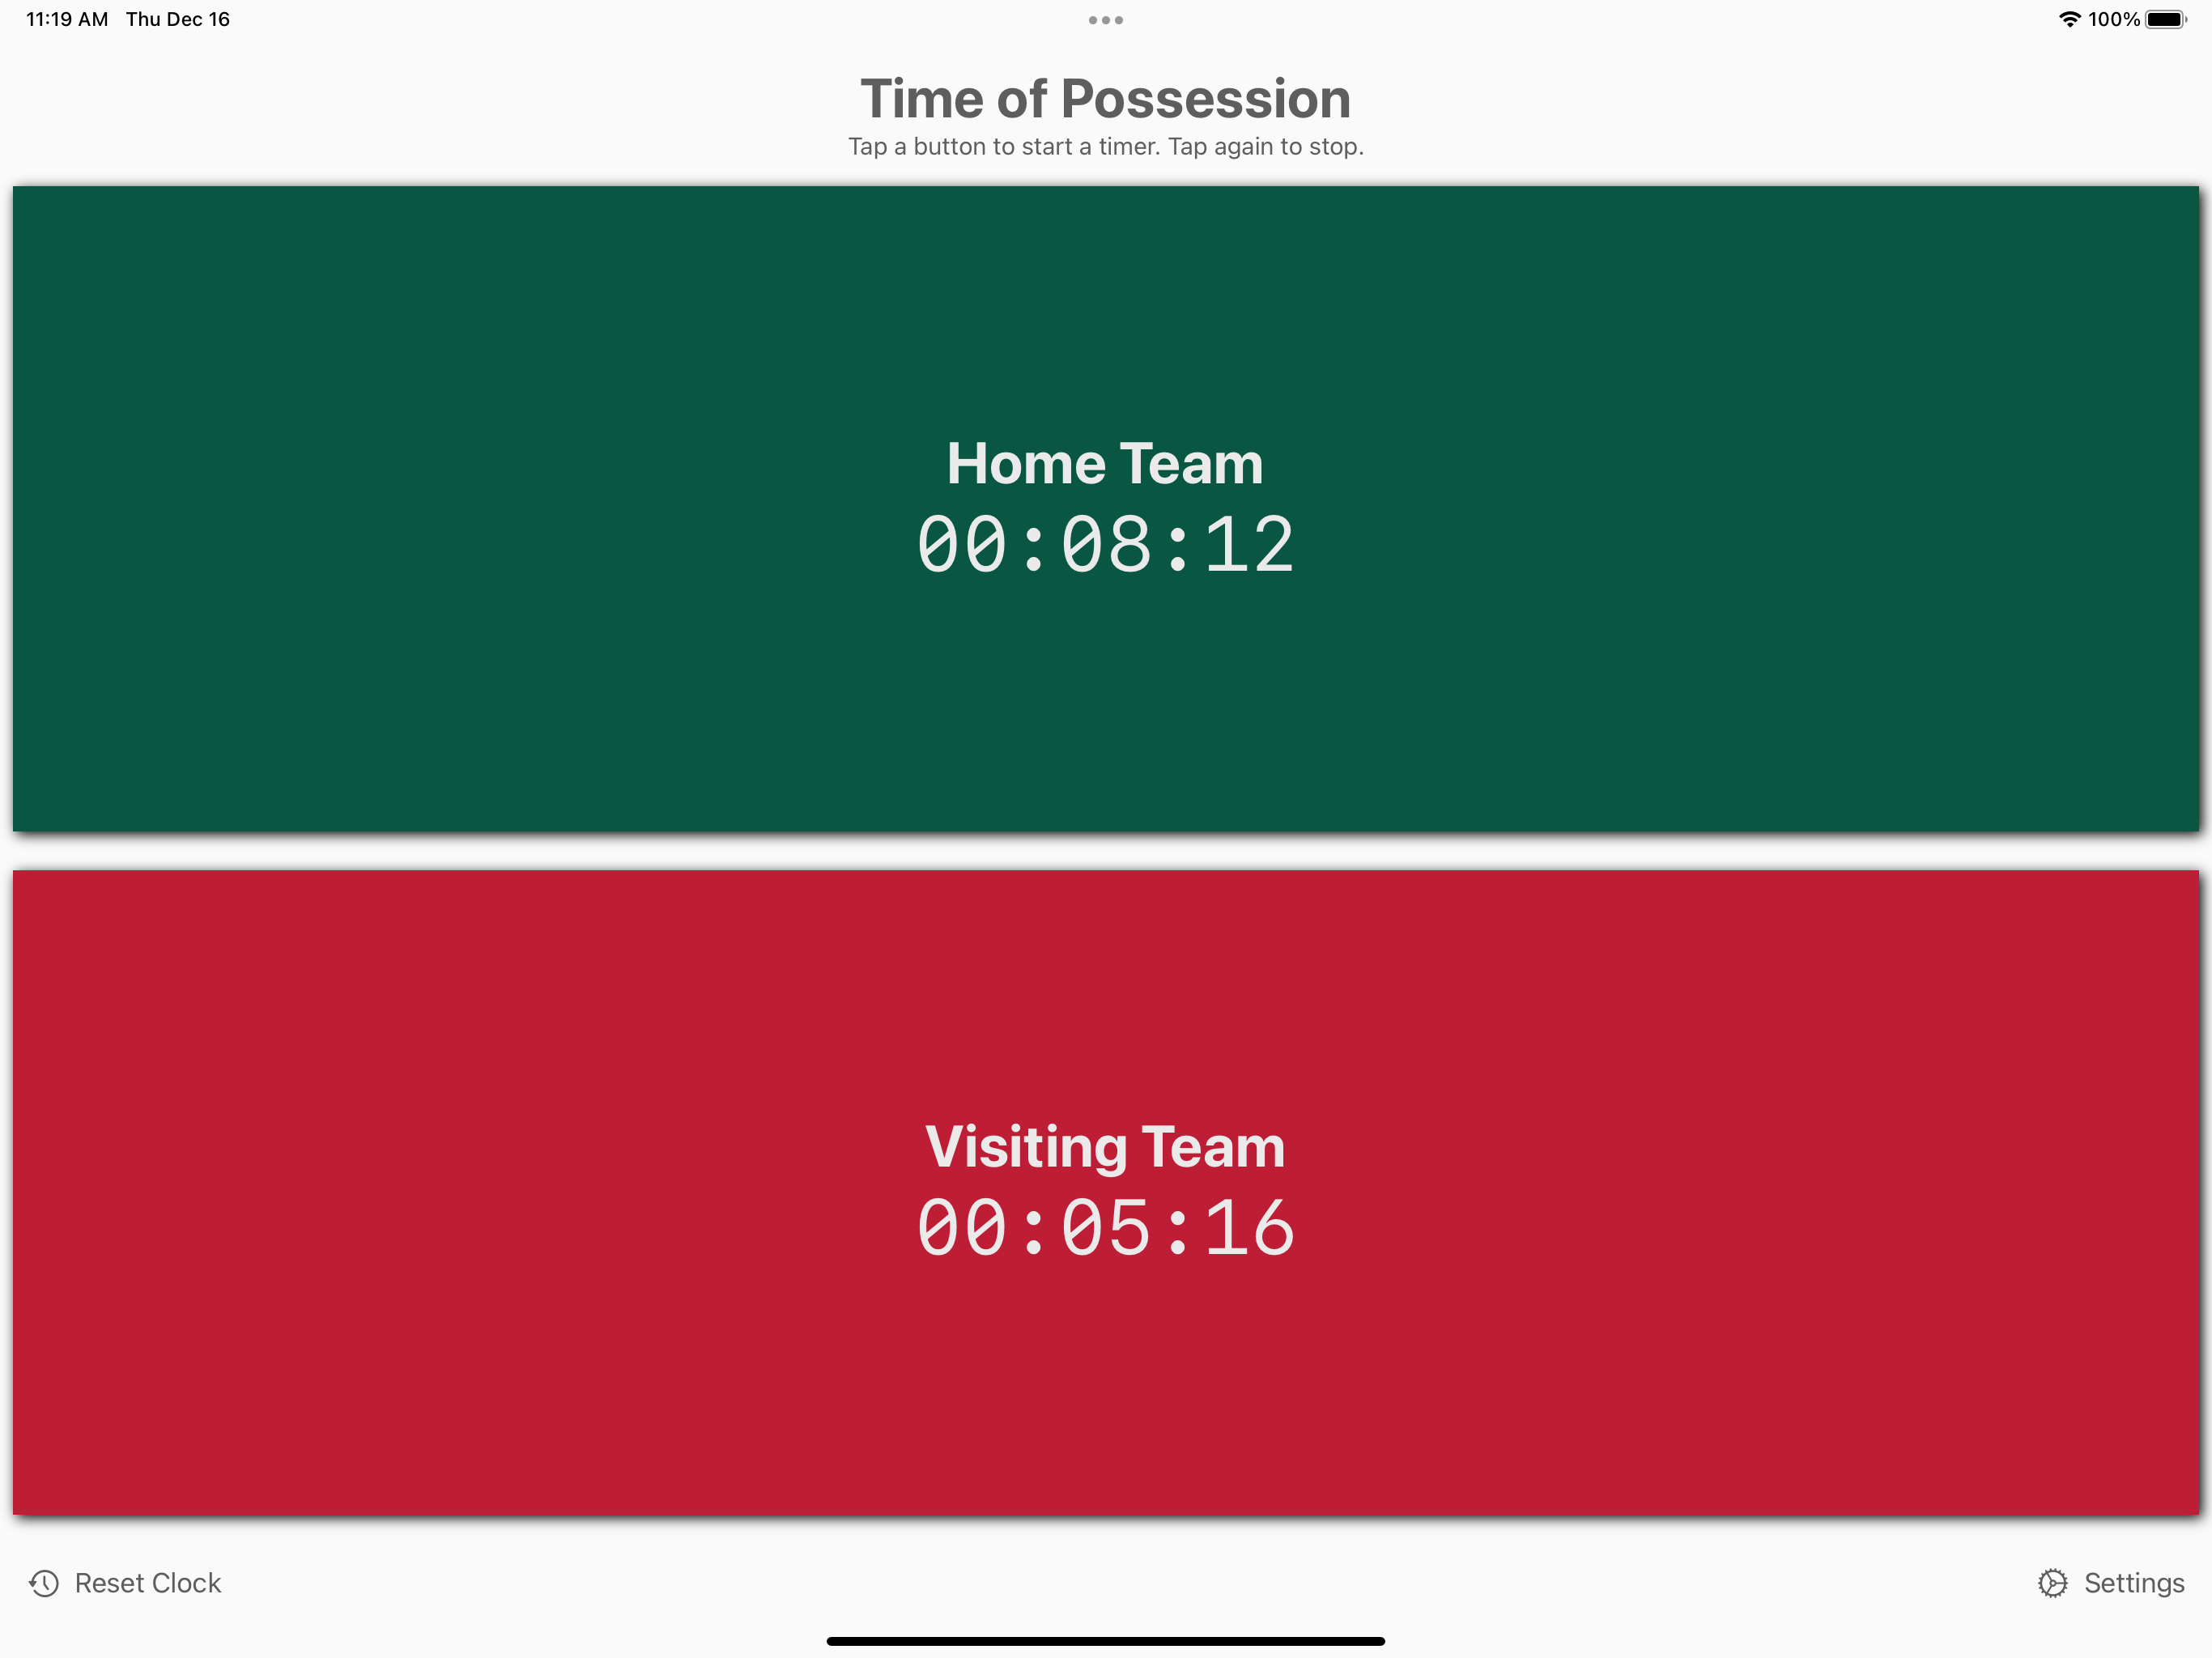 11:19 AM Thu Dec 16
100%
Time of Possession
Tap a button to start a timer. Tap again to stop.
Home Team
00:08:12
Visiting Team
00:05:16
Reset Clock
Settings